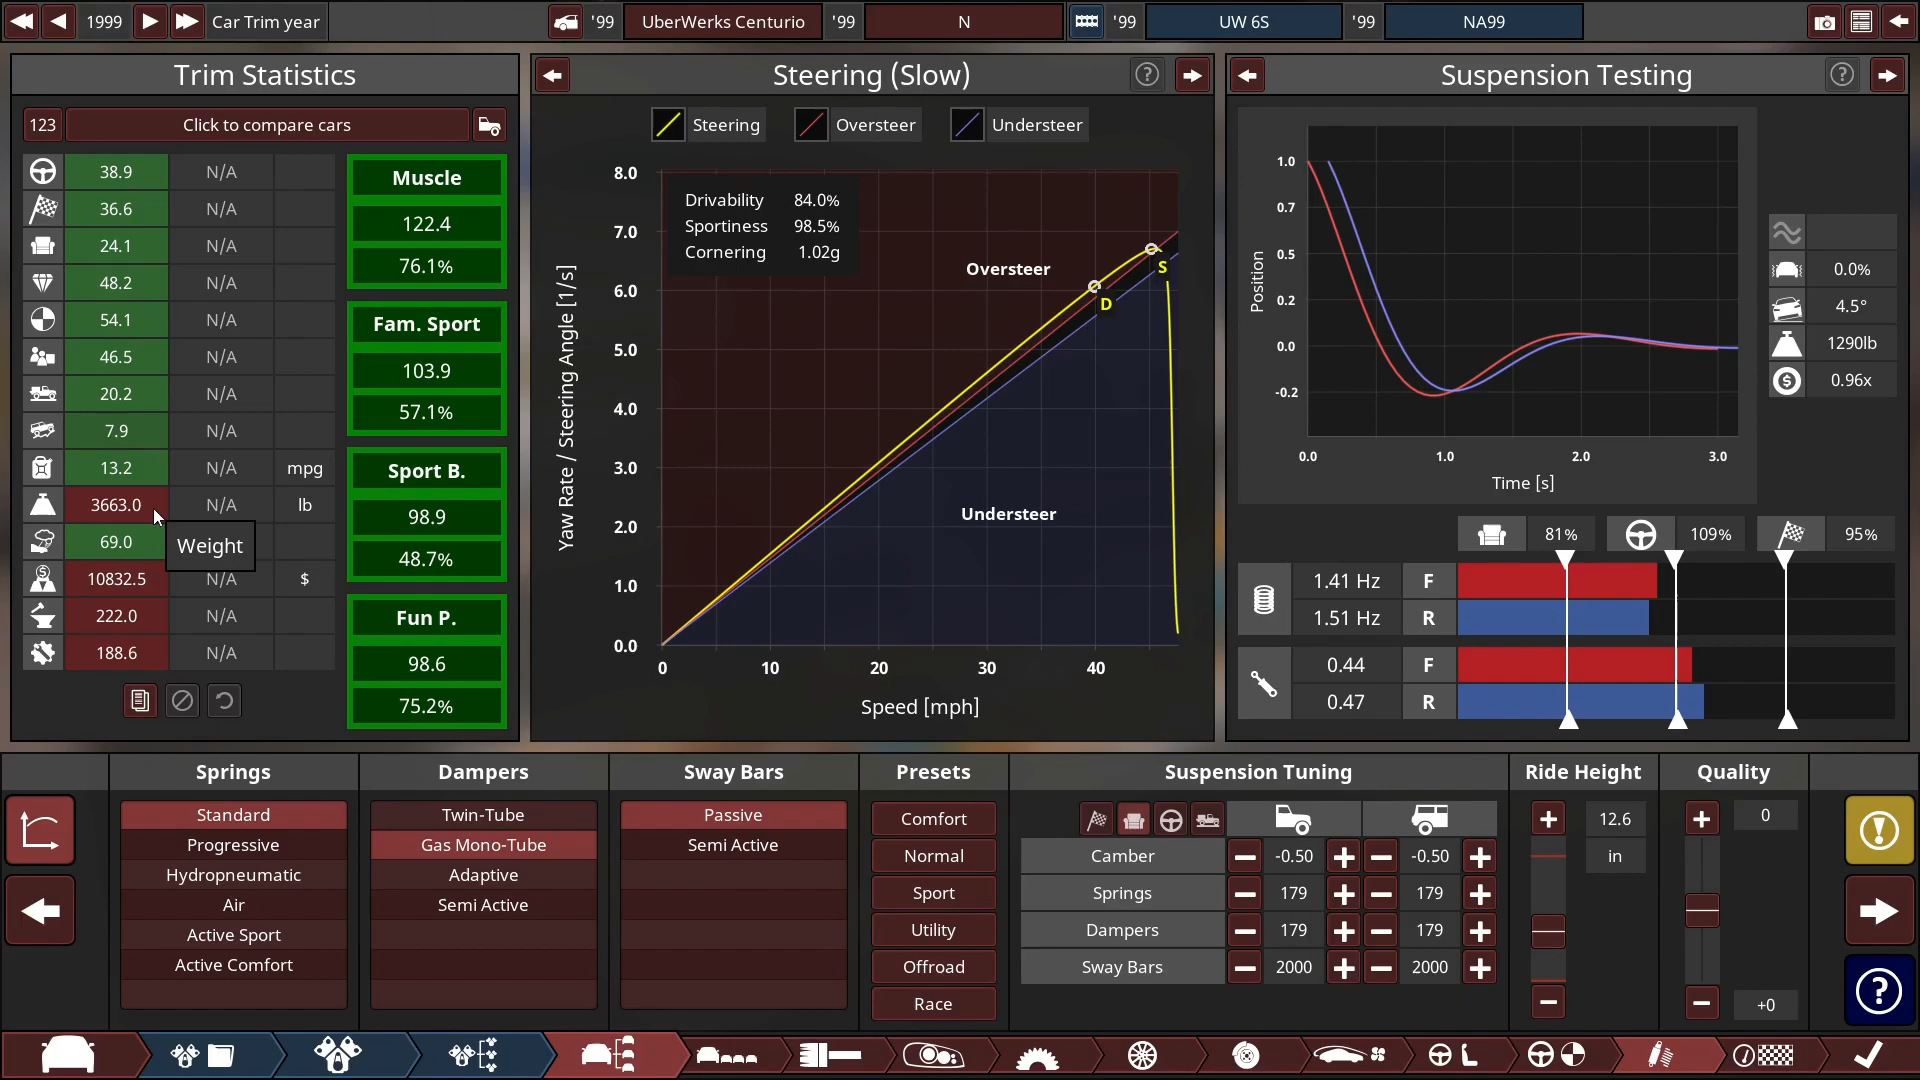 1999
Car Trim year
'99
UberWerks Centurio
'99
N
'99
UW 6S
'99
NA99
Trim Statistics
123
Click to compare cars
38.9 N/A
36.6 N/A
24.1 N/A
48.2 N/A
54.1 N/A
46.5 N/A
20.2 N/A
7.9 N/A
13.2 N/A mpg
3663.0 N/A lb
69.0
Weight
10832.5 N/A $
222.0 N/A
188.6 N/A
Muscle
122.4
76.1%
Fam. Sport
103.9
57.1%
Sport B.
98.9
48.7%
Fun P.
98.6
75.2%
Steering (Slow)
?
Steering
Oversteer
Understeer
Drivability 84.0%
Sportiness 98.5%
Cornering 1.02g
Oversteer
Understeer
S
D
Yaw Rate / Steering Angle [1/s]
8.0
7.0
6.0
5.0
4.0
3.0
2.0
1.0
0.0
0 10 20 30 40
Speed [mph]
Suspension Testing
?
Position
1.0
0.7
0.5
0.2
0.0
-0.2
0.0 1.0 2.0 3.0
Time [s]
0.0%
4.5°
1290lb
0.96x
81%
109%
95%
1.41 Hz F
1.51 Hz R
0.44 F
0.47 R
Springs
Standard
Progressive
Hydropneumatic
Air
Active Sport
Active Comfort
Dampers
Twin-Tube
Gas Mono-Tube
Adaptive
Semi Active
Sway Bars
Passive
Semi Active
Presets
Comfort
Normal
Sport
Utility
Offroad
Race
Suspension Tuning
Camber -0.50 -0.50
Springs 179 179
Dampers 179 179
Sway Bars 2000 2000
Ride Height
12.6
in
Quality
0
+0
?